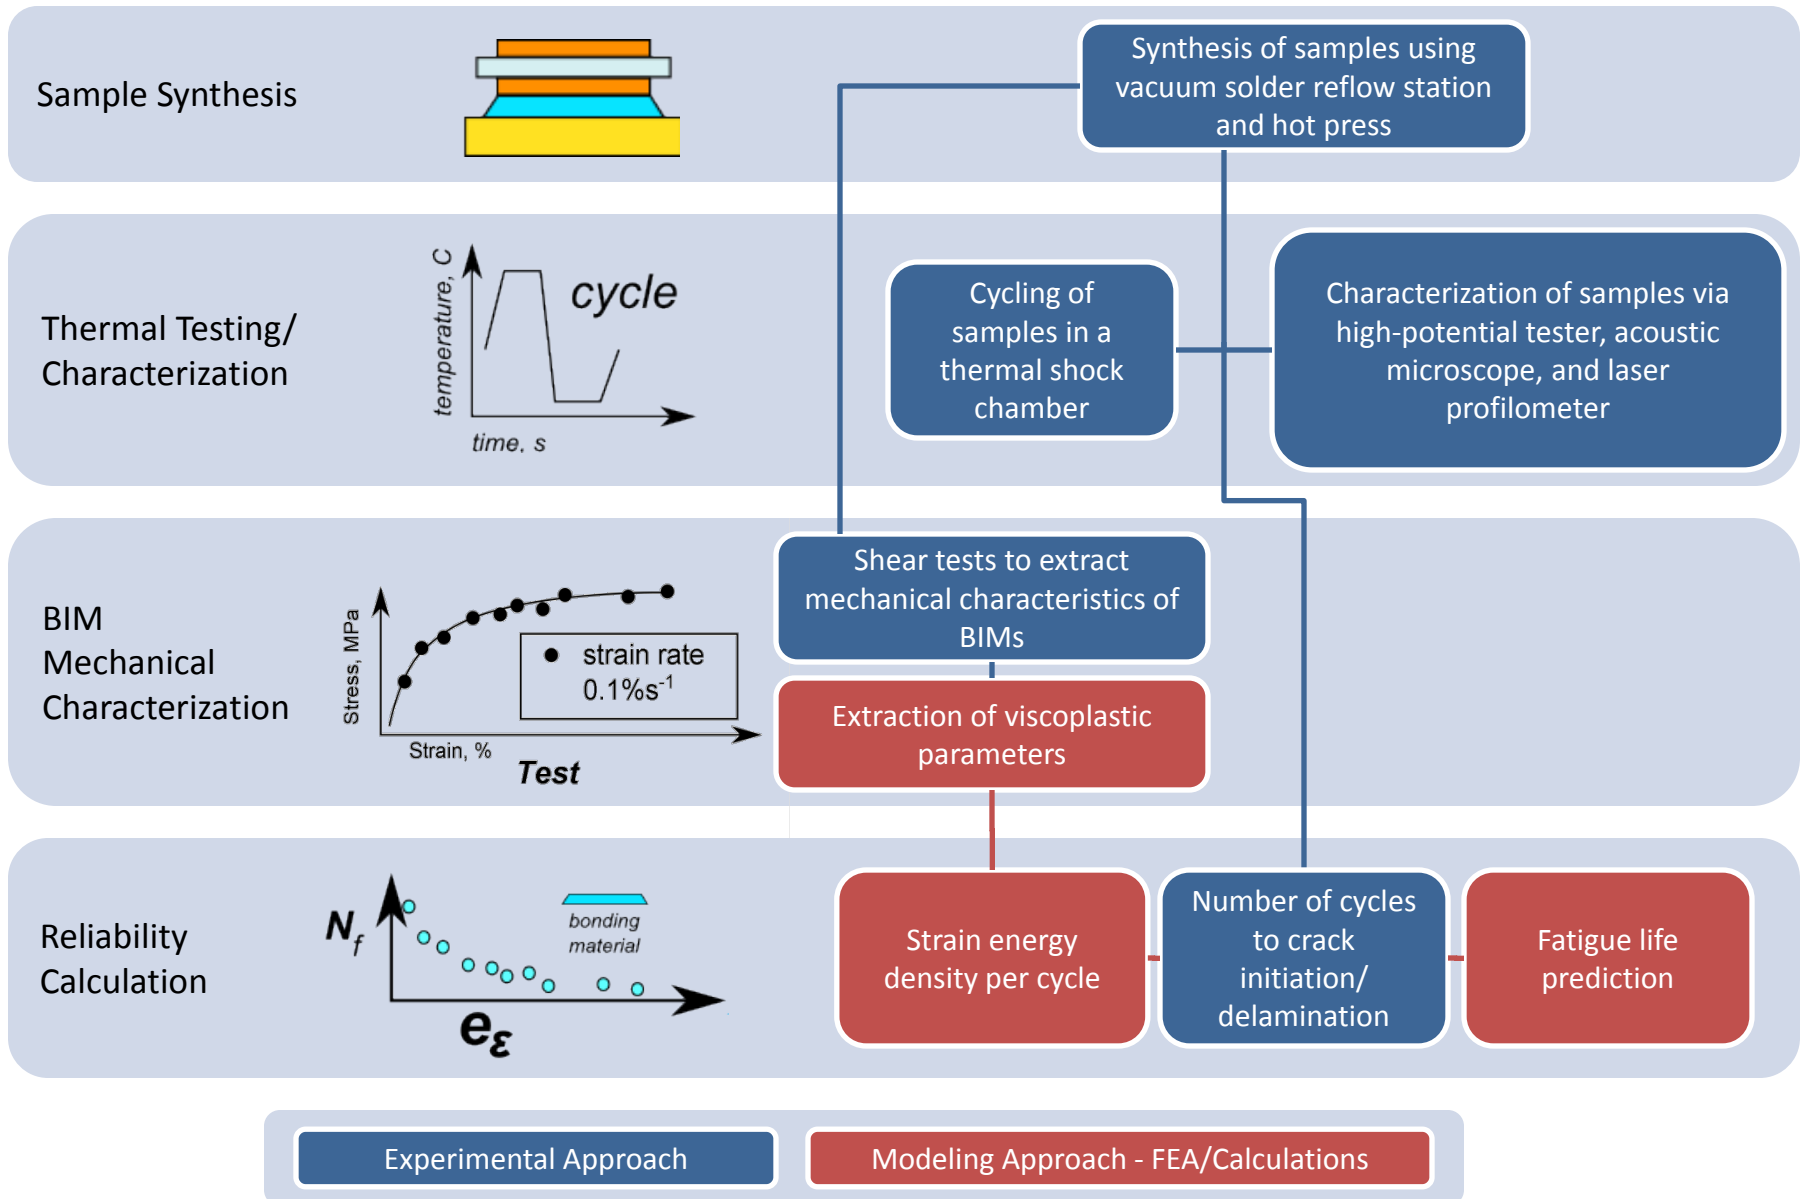 Sample Synthesis
Synthesis of samples using
vacuum solder reflow station
and hot press
Thermal Testing/
Characterization
temperature, C
cycle
time, s
Cycling of
samples in a
thermal shock
chamber
Characterization of samples via
high-potential tester, acoustic
microscope, and laser
profilometer
BIM
Mechanical
Characterization
Stress, MPa
strain rate
0.1%s⁻¹
Strain, %
Test
Shear tests to extract
mechanical characteristics of
BIMs
Extraction of viscoplastic
parameters
Reliability
Calculation
N_f
bonding
material
e_ε
Strain energy
density per cycle
Number of cycles
to crack
initiation/
delamination
Fatigue life
prediction
Experimental Approach
Modeling Approach - FEA/Calculations